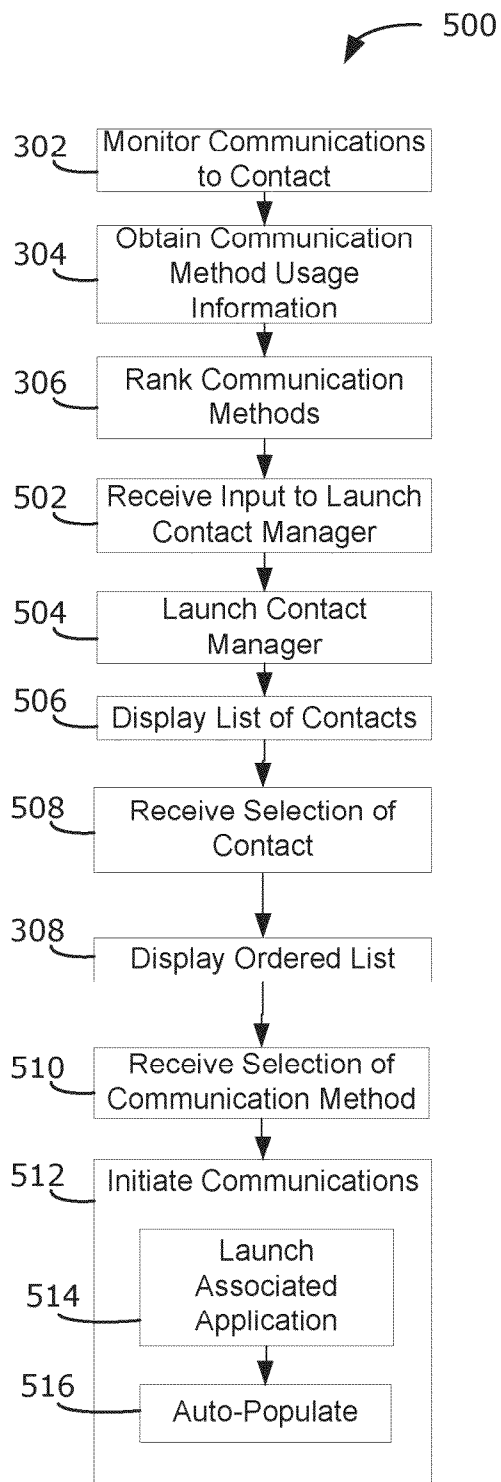 500
302
Monitor Communications
to Contact
304
Obtain Communication
Method Usage
Information
306
Rank Communication
Methods
502
Receive Input to Launch
Contact Manager
504
Launch Contact
Manager
506
Display List of Contacts
508
Receive Selection of
Contact
308
Display Ordered List
510
Receive Selection of
Communication Method
512
Initiate Communications
514
Launch
Associated
Application
516
Auto-Populate